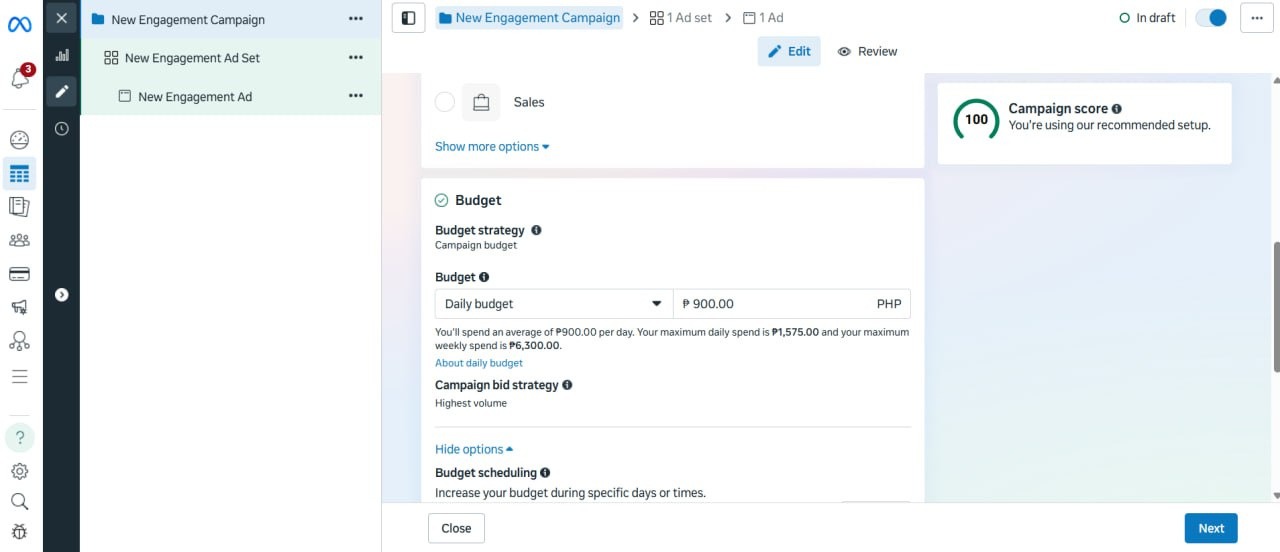 New Engagement Campaign
New Engagement Campaign
1 Ad set
1 Ad
In draft
3
New Engagement Ad Set
Edit
Review
New Engagement Ad
Sales
Show more options
100
Campaign score
You're using our recommended setup.
Budget
Budget strategy
Campaign budget
Budget
Daily budget
₱ 900.00
PHP
You'll spend an average of ₱900.00 per day. Your maximum daily spend is ₱1,575.00 and your maximum
weekly spend is ₱6,300.00.
About daily budget
Campaign bid strategy
Highest volume
Hide options
Budget scheduling
Increase your budget during specific days or times.
Close
Next